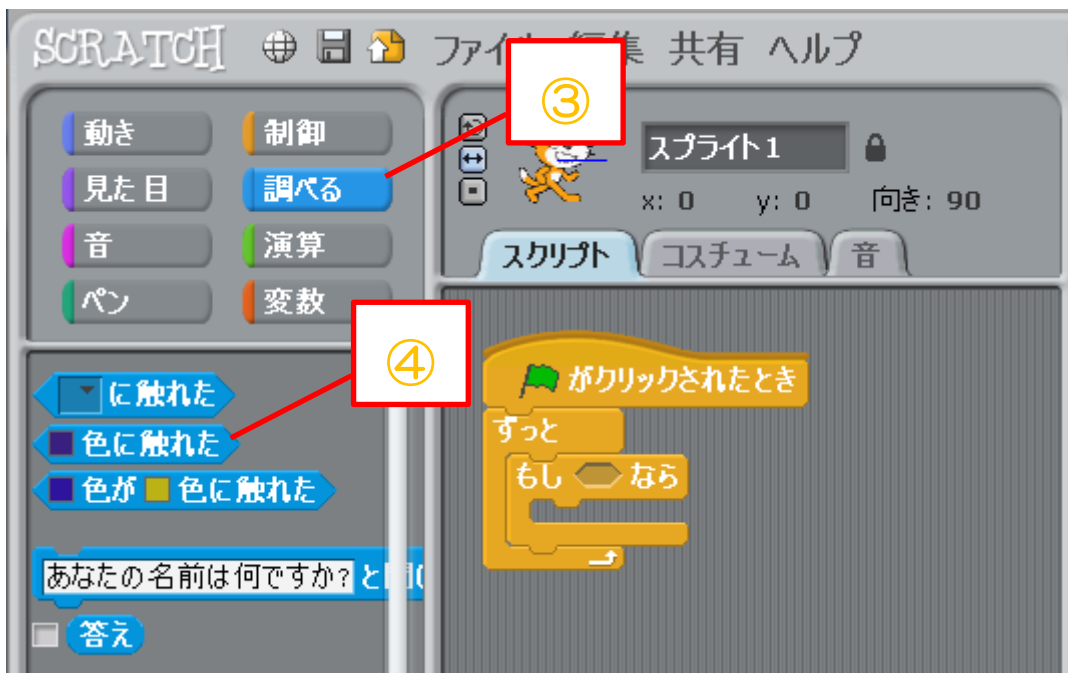 SCRATCH ファイル 集 共有 ヘルプ
③
動き 制御
見た目 調べる
音 演算
ペン 変数
スプライト1
x: 0 y: 0 向き: 90
スクリプト コスチューム 音
④
に触れた
色に触れた
色が 色に触れた
あなたの名前は何ですか? と
答え
がクリックされたとき
ずっと
もし なら